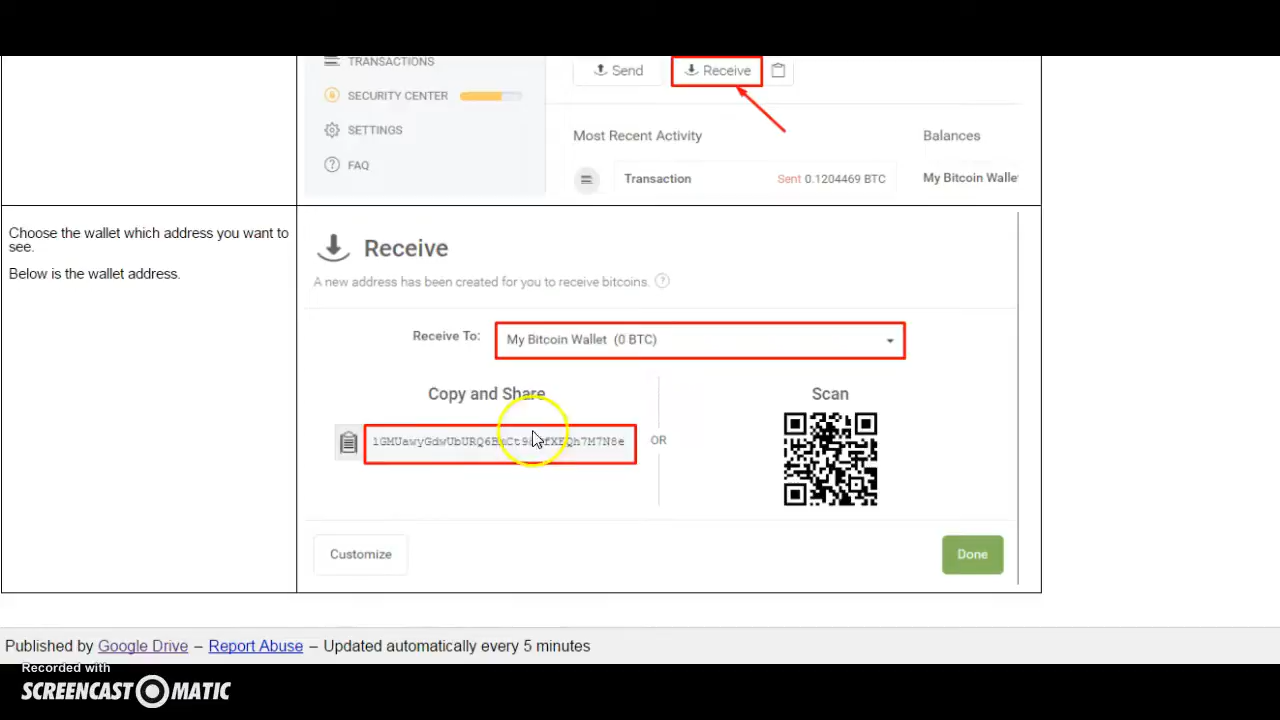 TRANSACTIONS
Send
Receive
SECURITY CENTER
SETTINGS
Most Recent Activity
Balances
FAQ
Transaction
Sent 0.1204469 BTC
My Bitcoin Walle
Choose the wallet which address you want to
see.
Below is the wallet address.
Receive
A new address has been created for you to receive bitcoins. ?
Receive To:
My Bitcoin Wallet (0 BTC)
Copy and Share
Scan
OR
Customize
Done
Published by Google Drive – Report Abuse – Updated automatically every 5 minutes
Recorded with
SCREENCAST O MATIC